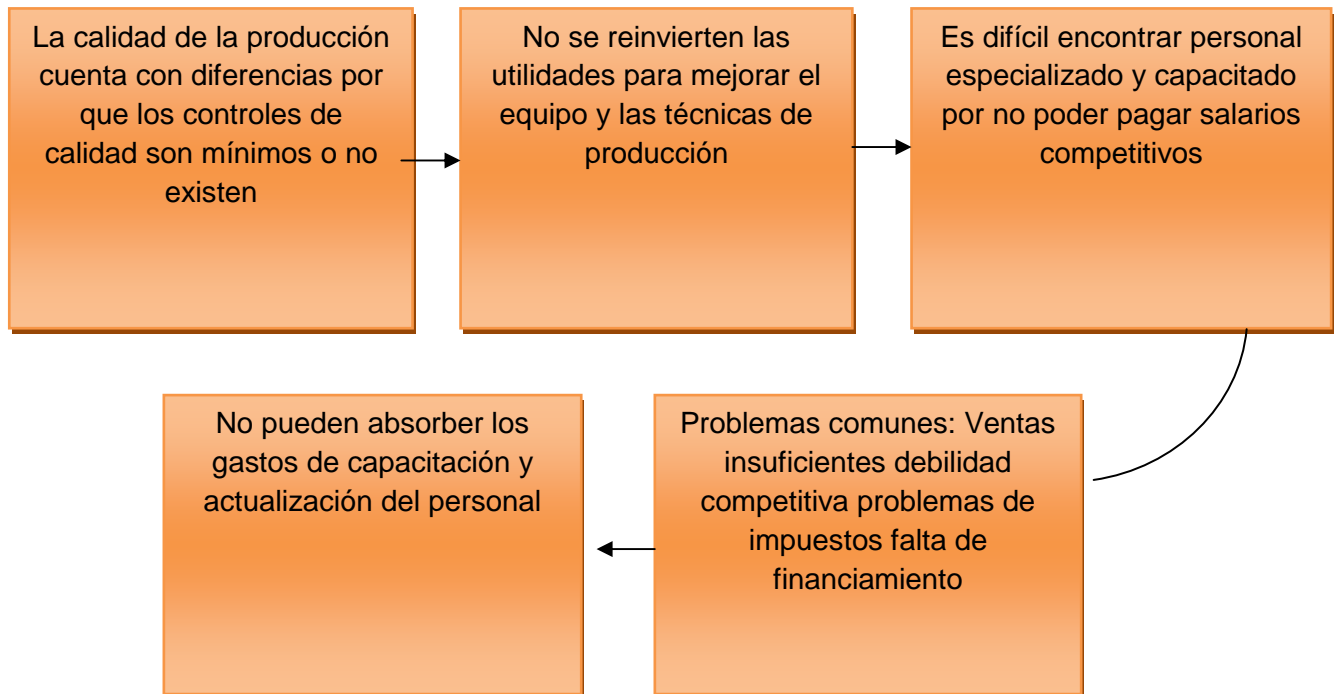 La calidad de la producción
cuenta con diferencias por
que los controles de
calidad son mínimos o no
existen
No se reinvierten las
utilidades para mejorar el
equipo y las técnicas de
producción
Es difícil encontrar personal
especializado y capacitado
por no poder pagar salarios
competitivos
Problemas comunes: Ventas
insuficientes debilidad
competitiva problemas de
impuestos falta de
financiamiento
No pueden absorber los
gastos de capacitación y
actualización del personal